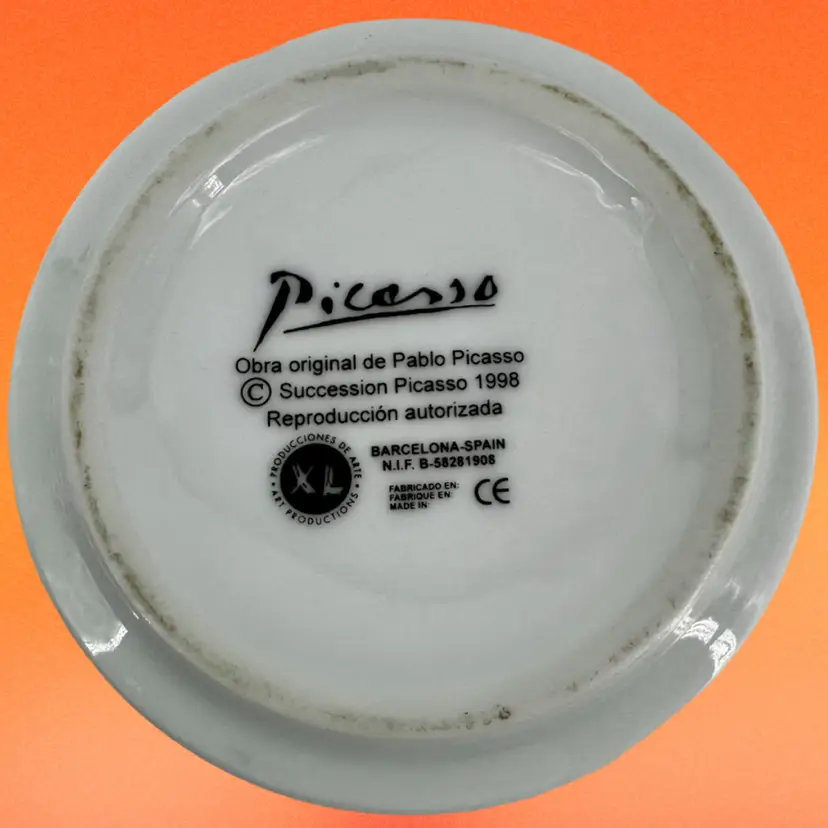 Picasso
Obra original de Pablo Picasso
© Succession Picasso 1998
Reproducción autorizada
PRODUCCIONES DE ARTE
XL
ART PRODUCTIONS
BARCELONA-SPAIN
N.I.F. B-58281908
FABRICADO EN:
FABRIQUE EN:
MADE IN:
CE